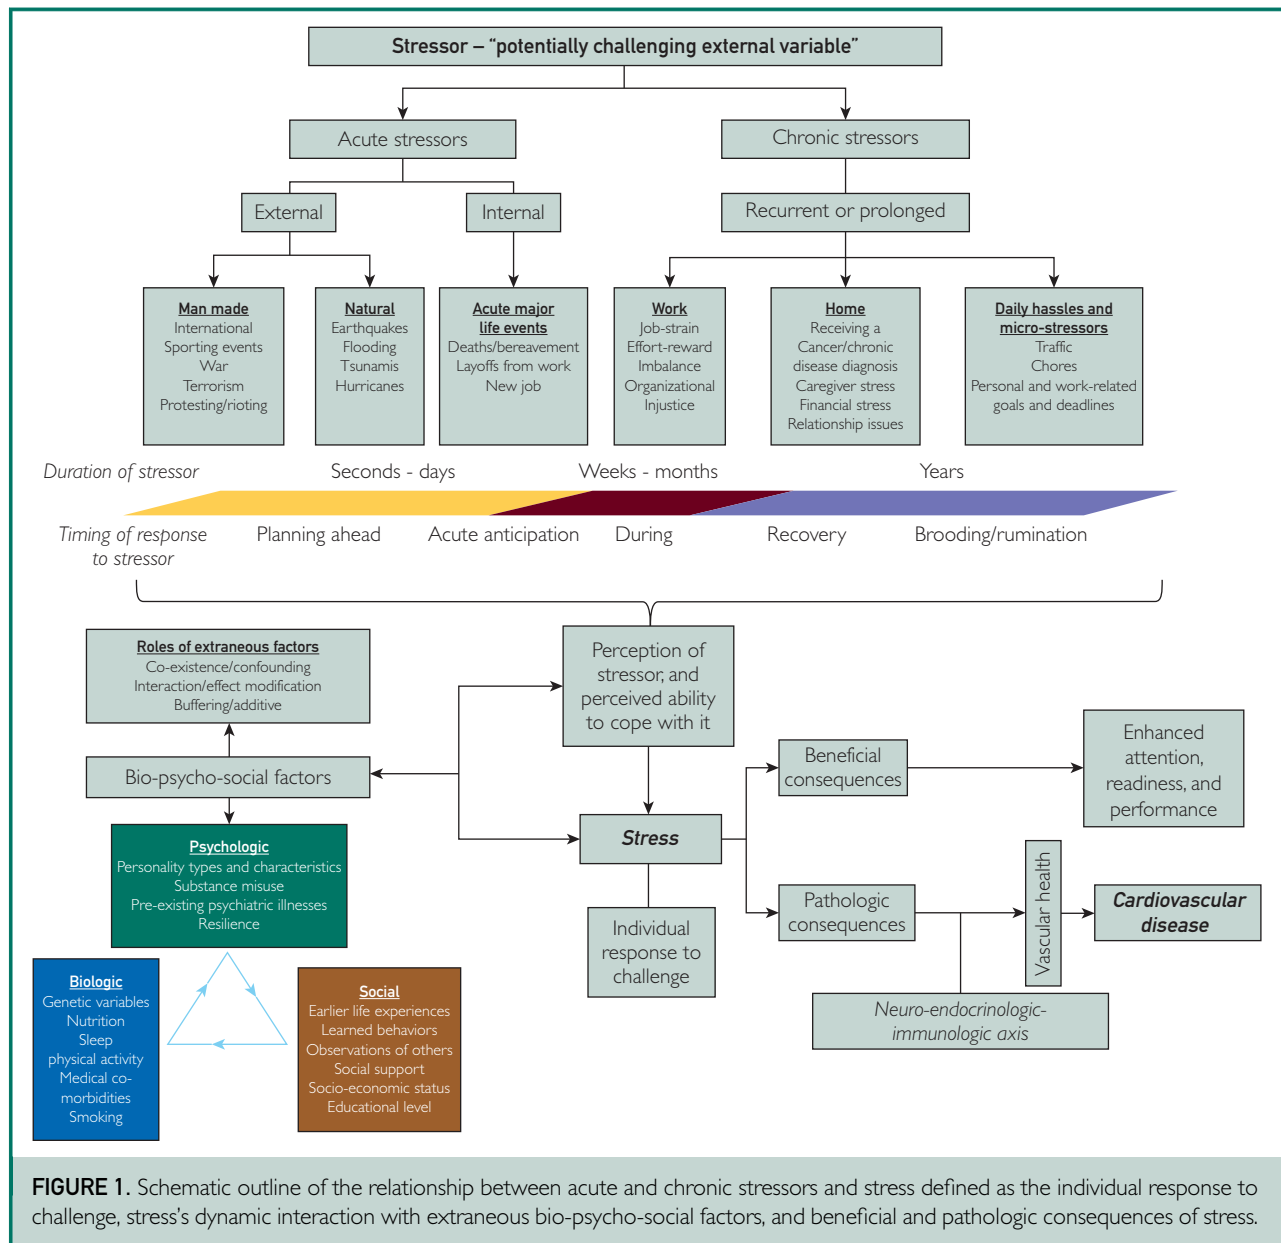 Stressor – “potentially challenging external variable”
Acute stressors
Chronic stressors
External
Internal
Recurrent or prolonged
Man made
International
Sporting events
War
Terrorism
Protesting/rioting
Natural
Earthquakes
Flooding
Tsunamis
Hurricanes
Acute major
life events
Deaths/bereavement
Layoffs from work
New job
Work
Job-strain
Effort-reward
Imbalance
Organizational
Injustice
Home
Receiving a
Cancer/chronic
disease diagnosis
Caregiver stress
Financial stress
Relationship issues
Daily hassles and
micro-stressors
Traffic
Chores
Personal and work-related
goals and deadlines
Duration of stressor
Seconds - days
Weeks - months
Years
Timing of response
to stressor
Planning ahead
Acute anticipation
During
Recovery
Brooding/rumination
Roles of extraneous factors
Co-existence/confounding
Interaction/effect modification
Buffering/additive
Perception of
stressor, and
perceived ability
to cope with it
Bio-psycho-social factors
Beneficial
consequences
Enhanced
attention,
readiness, and
performance
Stress
Psychologic
Personality types and characteristics
Substance misuse
Pre-existing psychiatric illnesses
Resilience
Individual
response to
challenge
Pathologic
consequences
Vascular health
Cardiovascular
disease
Neuro-endocrinologic-
immunologic axis
Biologic
Genetic variables
Nutrition
Sleep
physical activity
Medical co-
morbidities
Smoking
Social
Earlier life experiences
Learned behaviors
Observations of others
Social support
Socio-economic status
Educational level
FIGURE 1. Schematic outline of the relationship between acute and chronic stressors and stress defined as the individual response to
challenge, stress’s dynamic interaction with extraneous bio-psycho-social factors, and beneficial and pathologic consequences of stress.